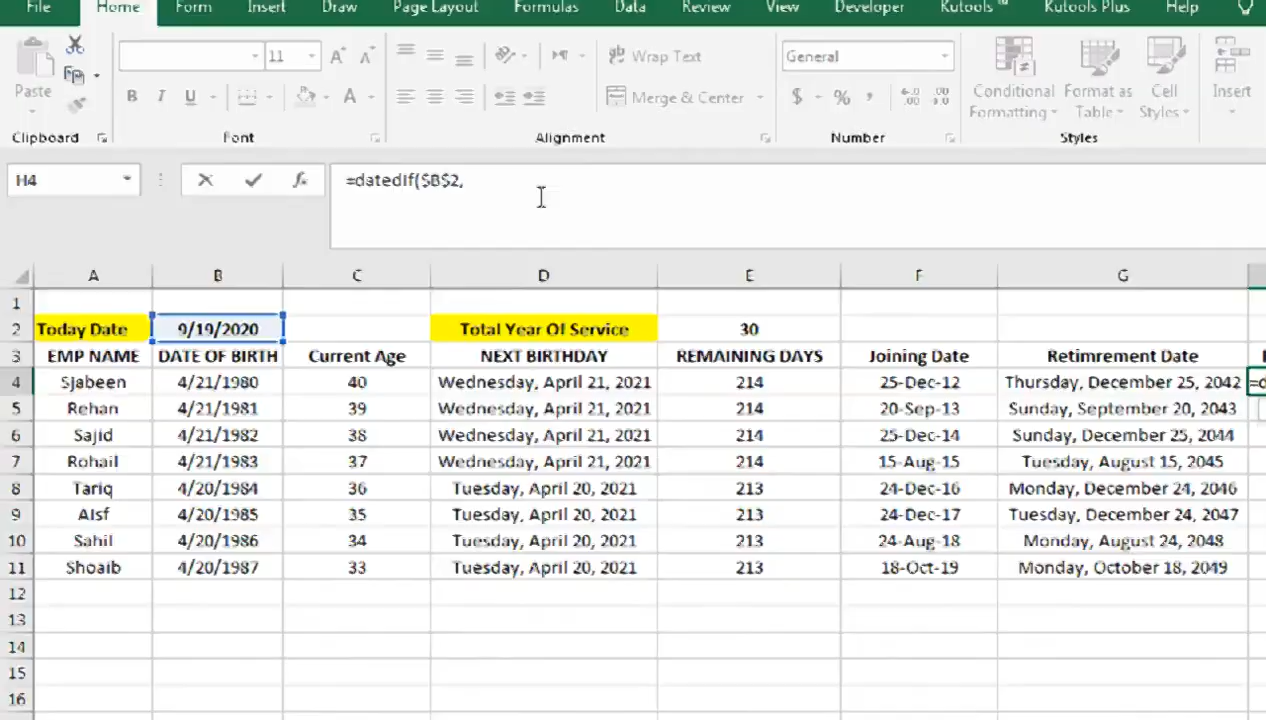 File Home Form Insert Draw Page Layout Formulas Data Review View Developer Kutools ™ Kutools Plus Help
11 A A Wrap Text General Conditional Format as Cell Insert
Paste B I U A Merge & Center $ % , .00 Formatting Table Styles
Clipboard Font Alignment Number Styles
H4 fx =datedif($B$2,
A B C D E F G
1
2 Today Date 9/19/2020 Total Year Of Service 30
3 EMP NAME DATE OF BIRTH Current Age NEXT BIRTHDAY REMAINING DAYS Joining Date Retimrement Date
4 Sjabeen 4/21/1980 40 Wednesday, April 21, 2021 214 25-Dec-12 Thursday, December 25, 2042 =d
5 Rehan 4/21/1981 39 Wednesday, April 21, 2021 214 20-Sep-13 Sunday, September 20, 2043
6 Sajid 4/21/1982 38 Wednesday, April 21, 2021 214 25-Dec-14 Sunday, December 25, 2044
7 Rohail 4/21/1983 37 Wednesday, April 21, 2021 214 15-Aug-15 Tuesday, August 15, 2045
8 Tariq 4/20/1984 36 Tuesday, April 20, 2021 213 24-Dec-16 Monday, December 24, 2046
9 Alsf 4/20/1985 35 Tuesday, April 20, 2021 213 24-Dec-17 Tuesday, December 24, 2047
10 Sahil 4/20/1986 34 Tuesday, April 20, 2021 213 24-Aug-18 Monday, August 24, 2048
11 Shoaib 4/20/1987 33 Tuesday, April 20, 2021 213 18-Oct-19 Monday, October 18, 2049
12
13
14
15
16